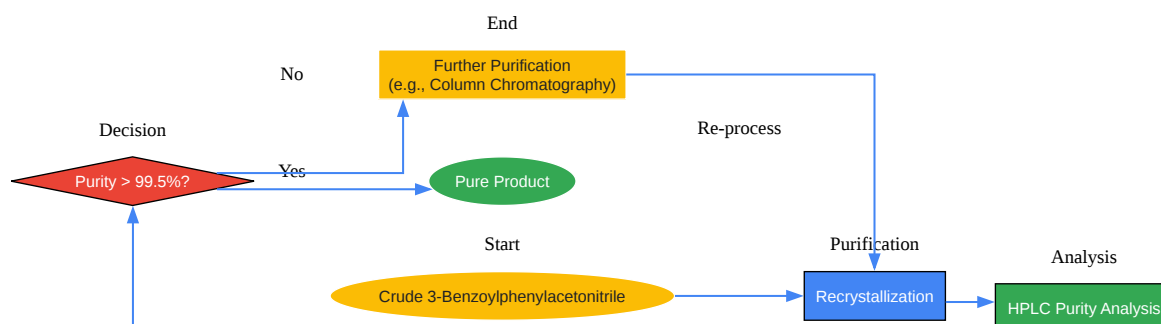 End
Further Purification
(e.g., Column Chromatography)
No
Re-process
Decision
Purity > 99.5%?
Yes
Pure Product
Start
Purification
Analysis
Crude 3-Benzoylphenylacetonitrile
Recrystallization
HPLC Purity Analysis